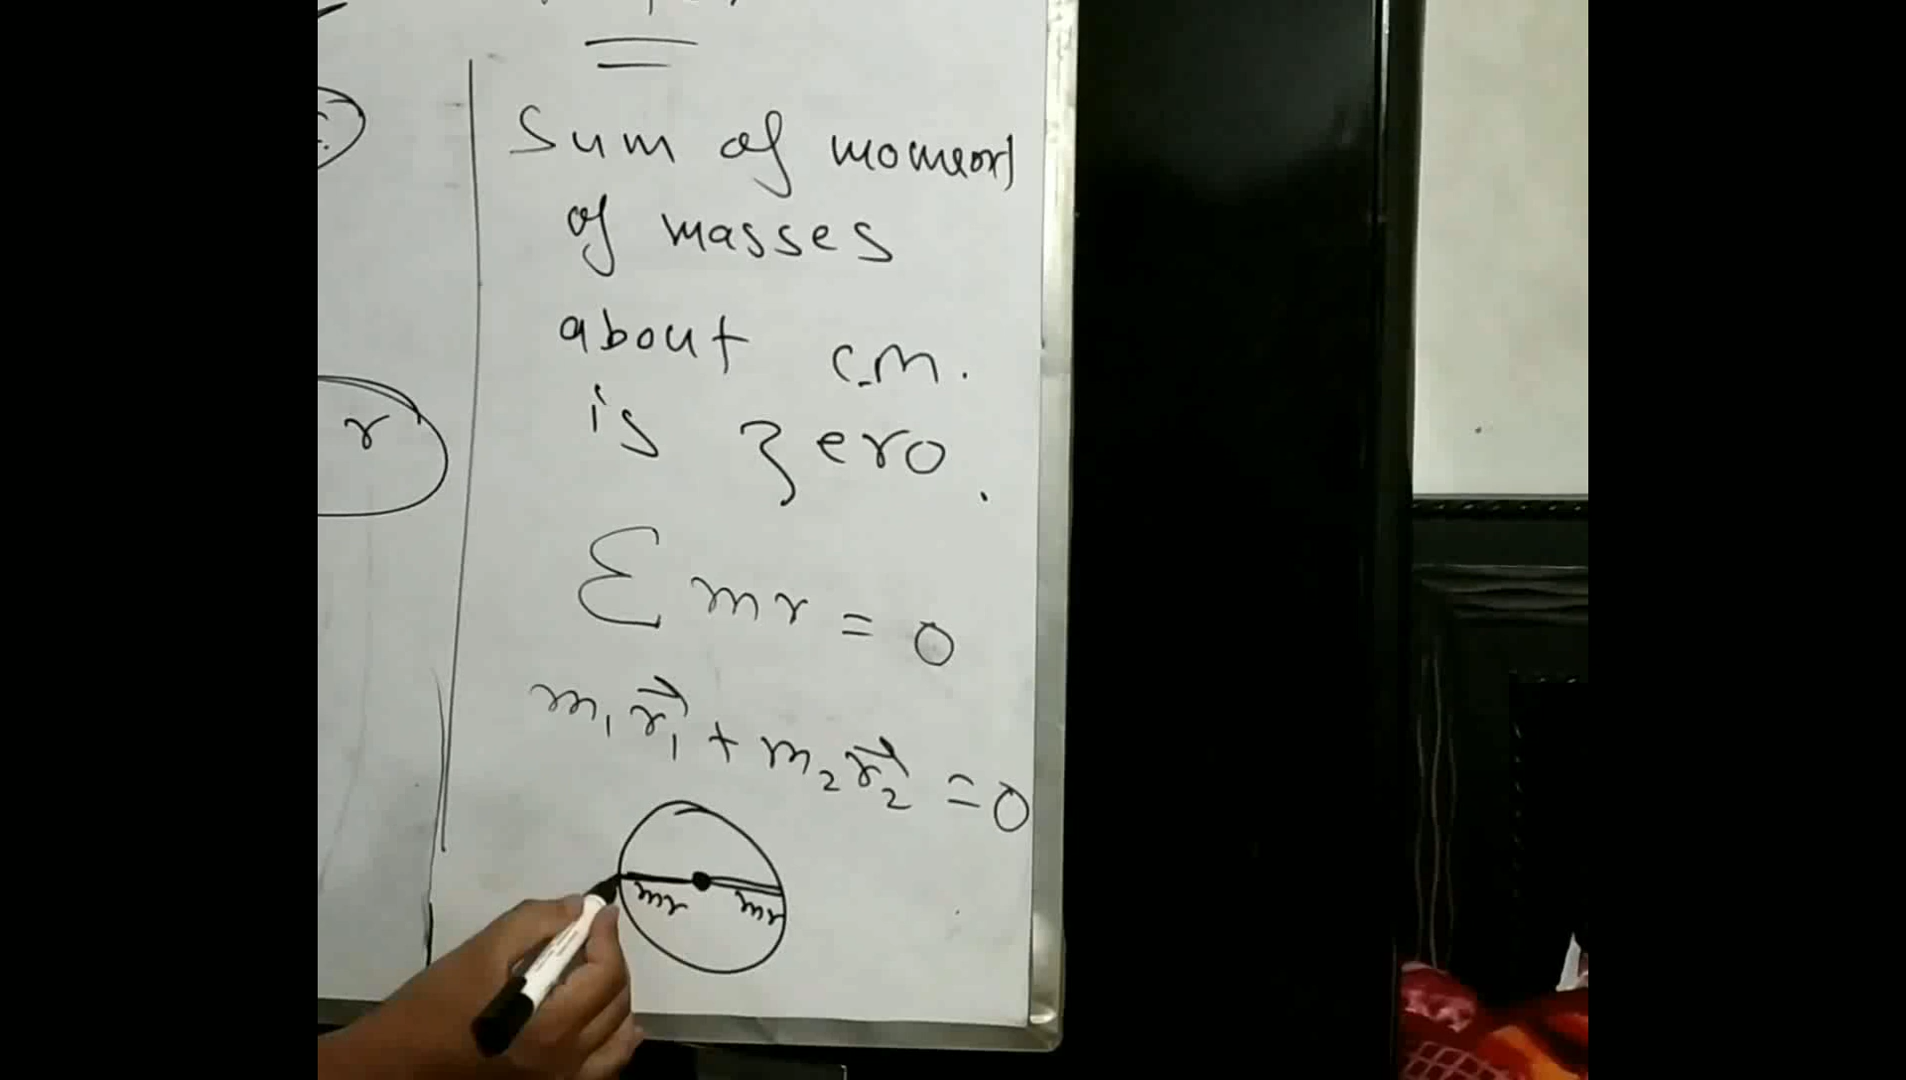 r
Sum of moment
of masses
about C.M.
is zero.
Σ mr = 0
m₁r⃗₁ + m₂r⃗₂ = 0
mr mr